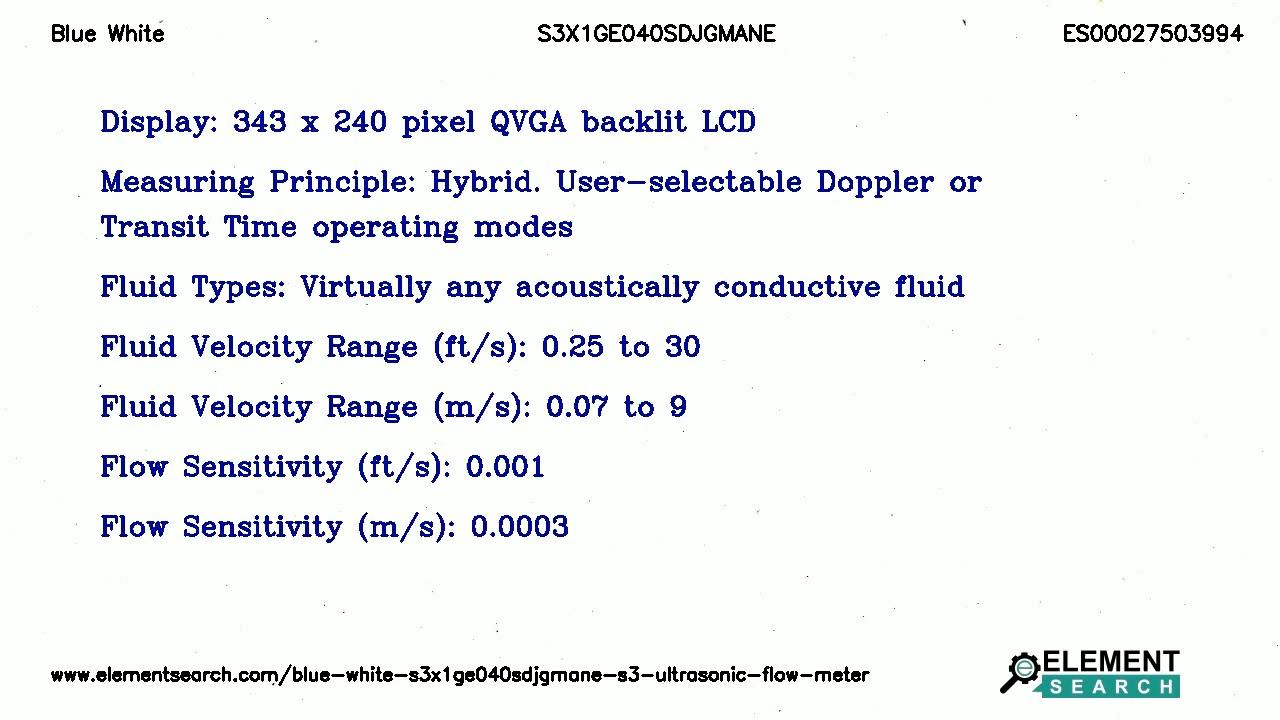 Blue White S3X1GE040SDJGMANE ES00027503994
Display: 343 x 240 pixel QVGA backlit LCD
Measuring Principle: Hybrid. User-selectable Doppler or
Transit Time operating modes
Fluid Types: Virtually any acoustically conductive fluid
Fluid Velocity Range (ft/s): 0.25 to 30
Fluid Velocity Range (m/s): 0.07 to 9
Flow Sensitivity (ft/s): 0.001
Flow Sensitivity (m/s): 0.0003
www.elementsearch.com/blue-white-s3x1ge040sdjgmane-s3-ultrasonic-flow-meter
e ELEMENT
SEARCH